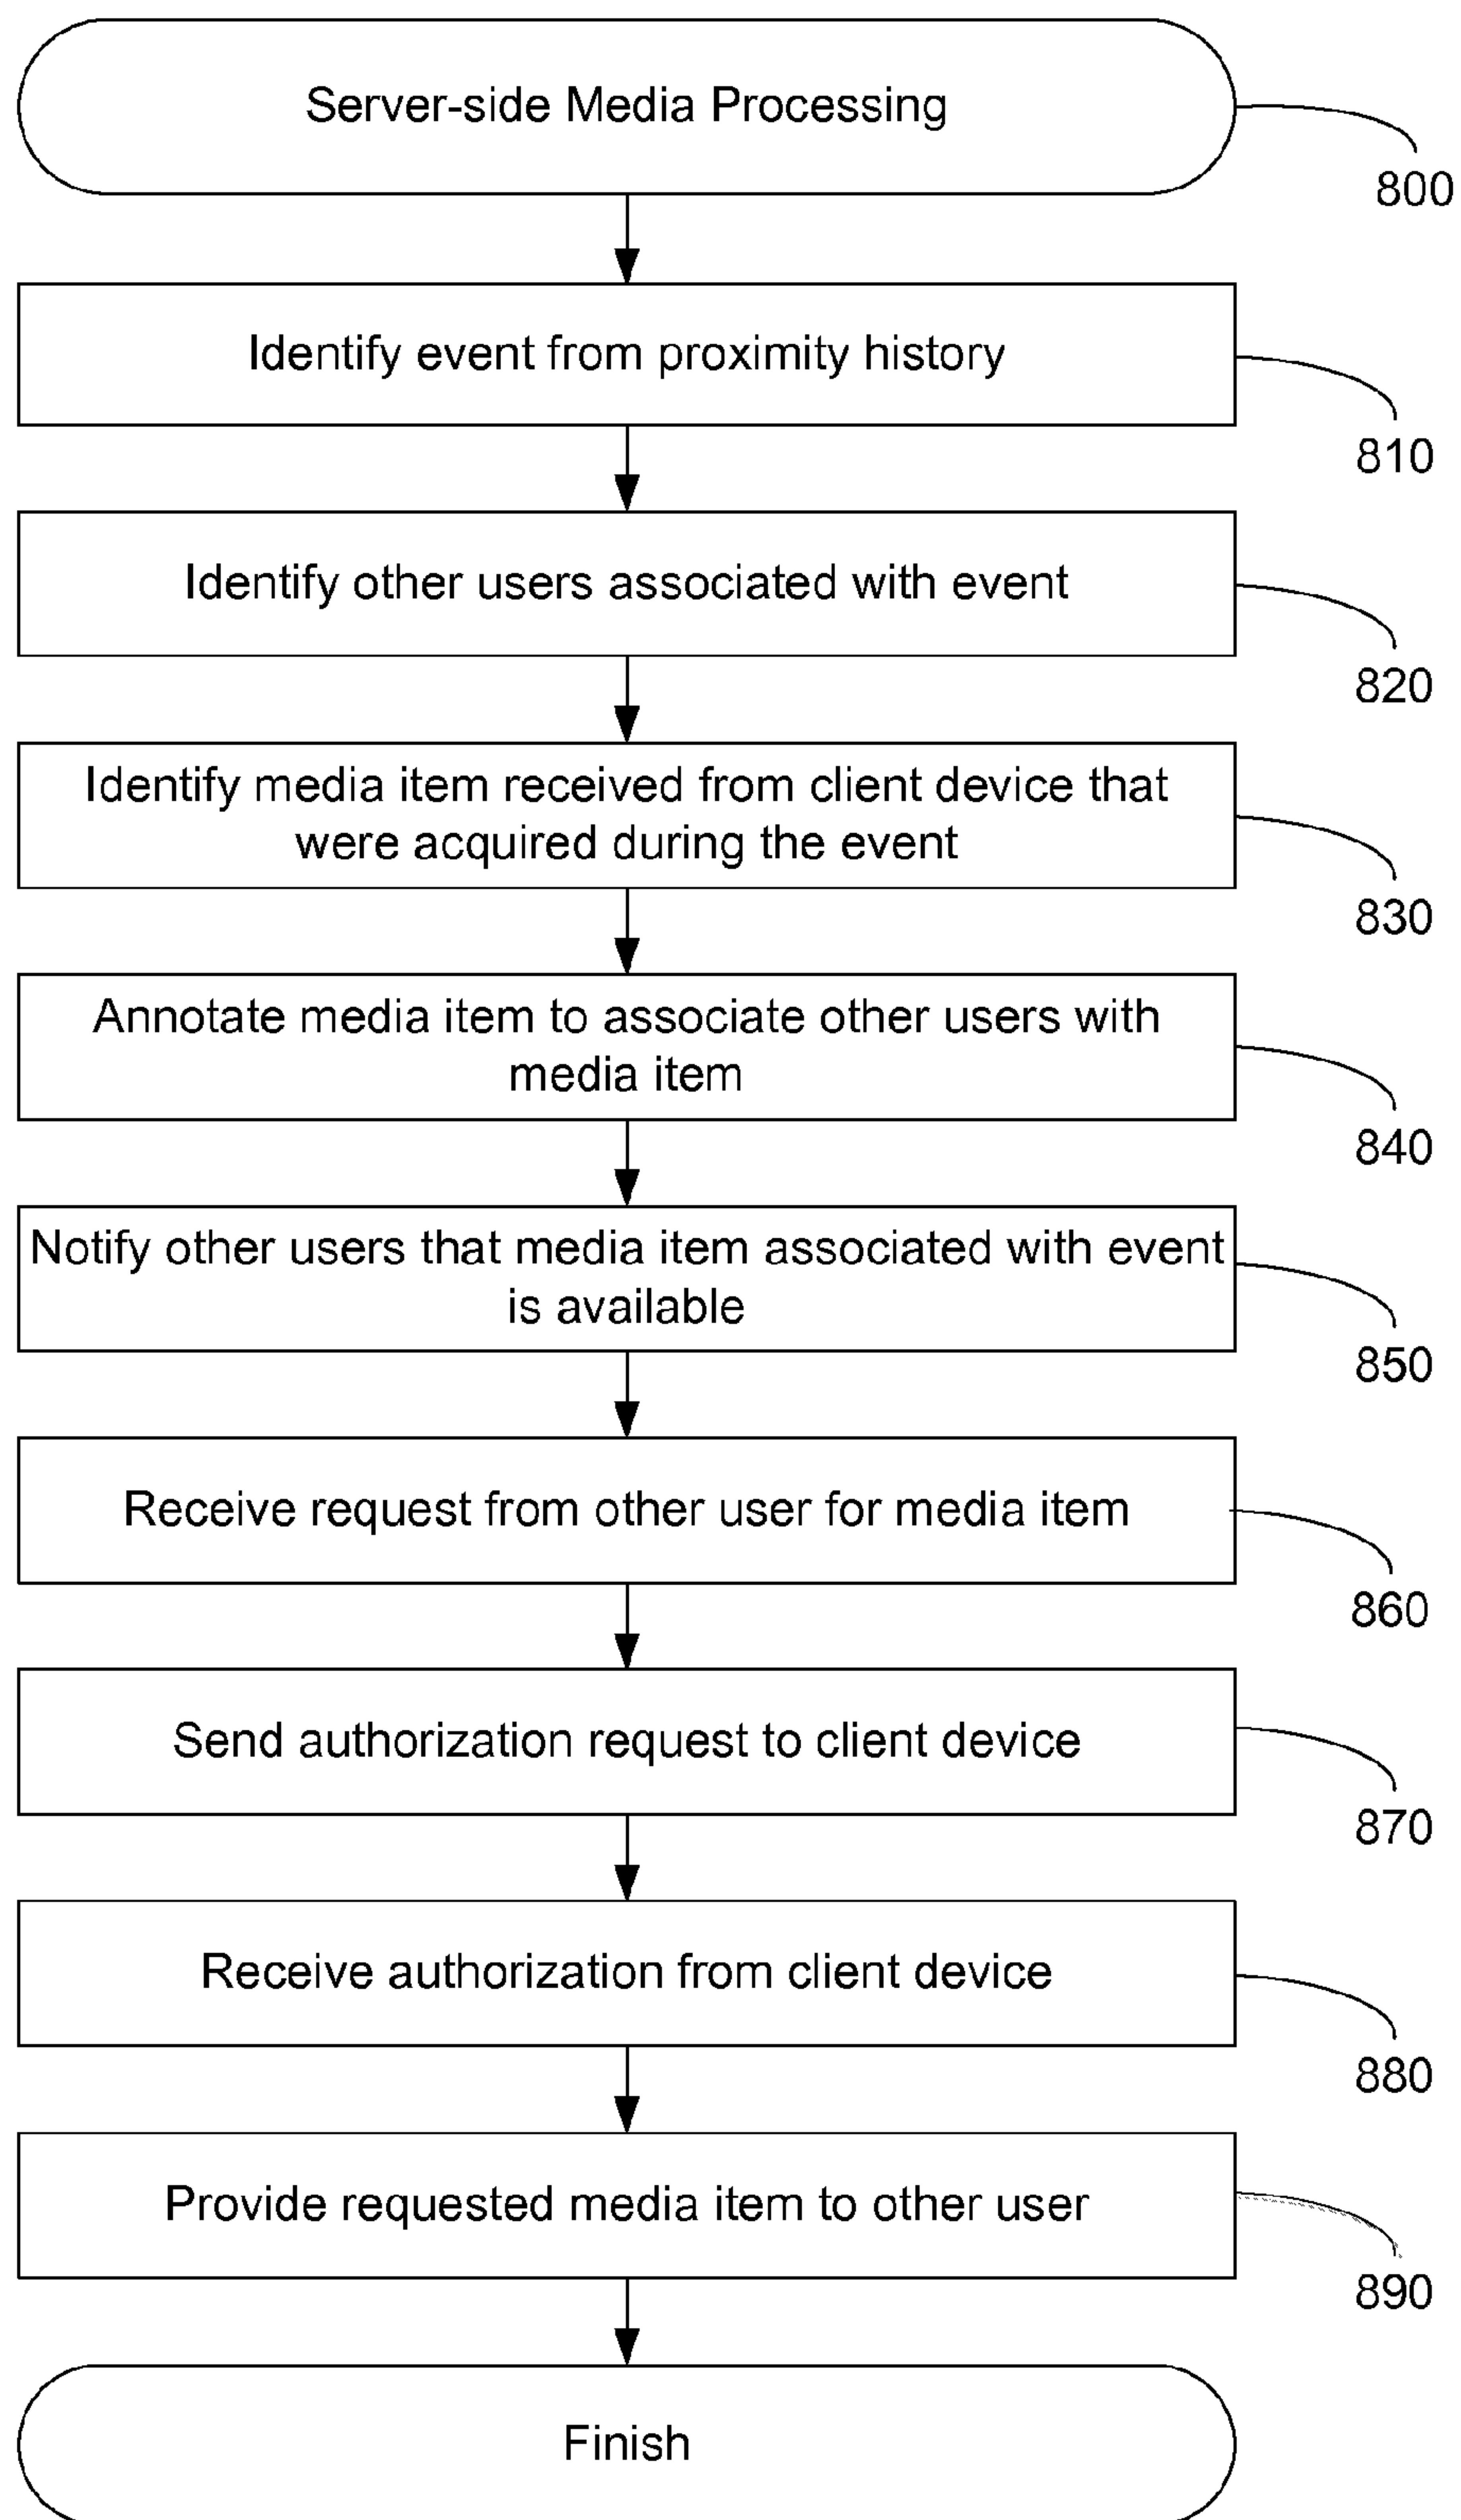 Server-side Media Processing
800
Identify event from proximity history
810
Identify other users associated with event
820
Identify media item received from client device that
were acquired during the event
830
Annotate media item to associate other users with
media item
840
Notify other users that media item associated with event
is available
850
Receive request from other user for media item
860
Send authorization request to client device
870
Receive authorization from client device
880
Provide requested media item to other user
890
Finish